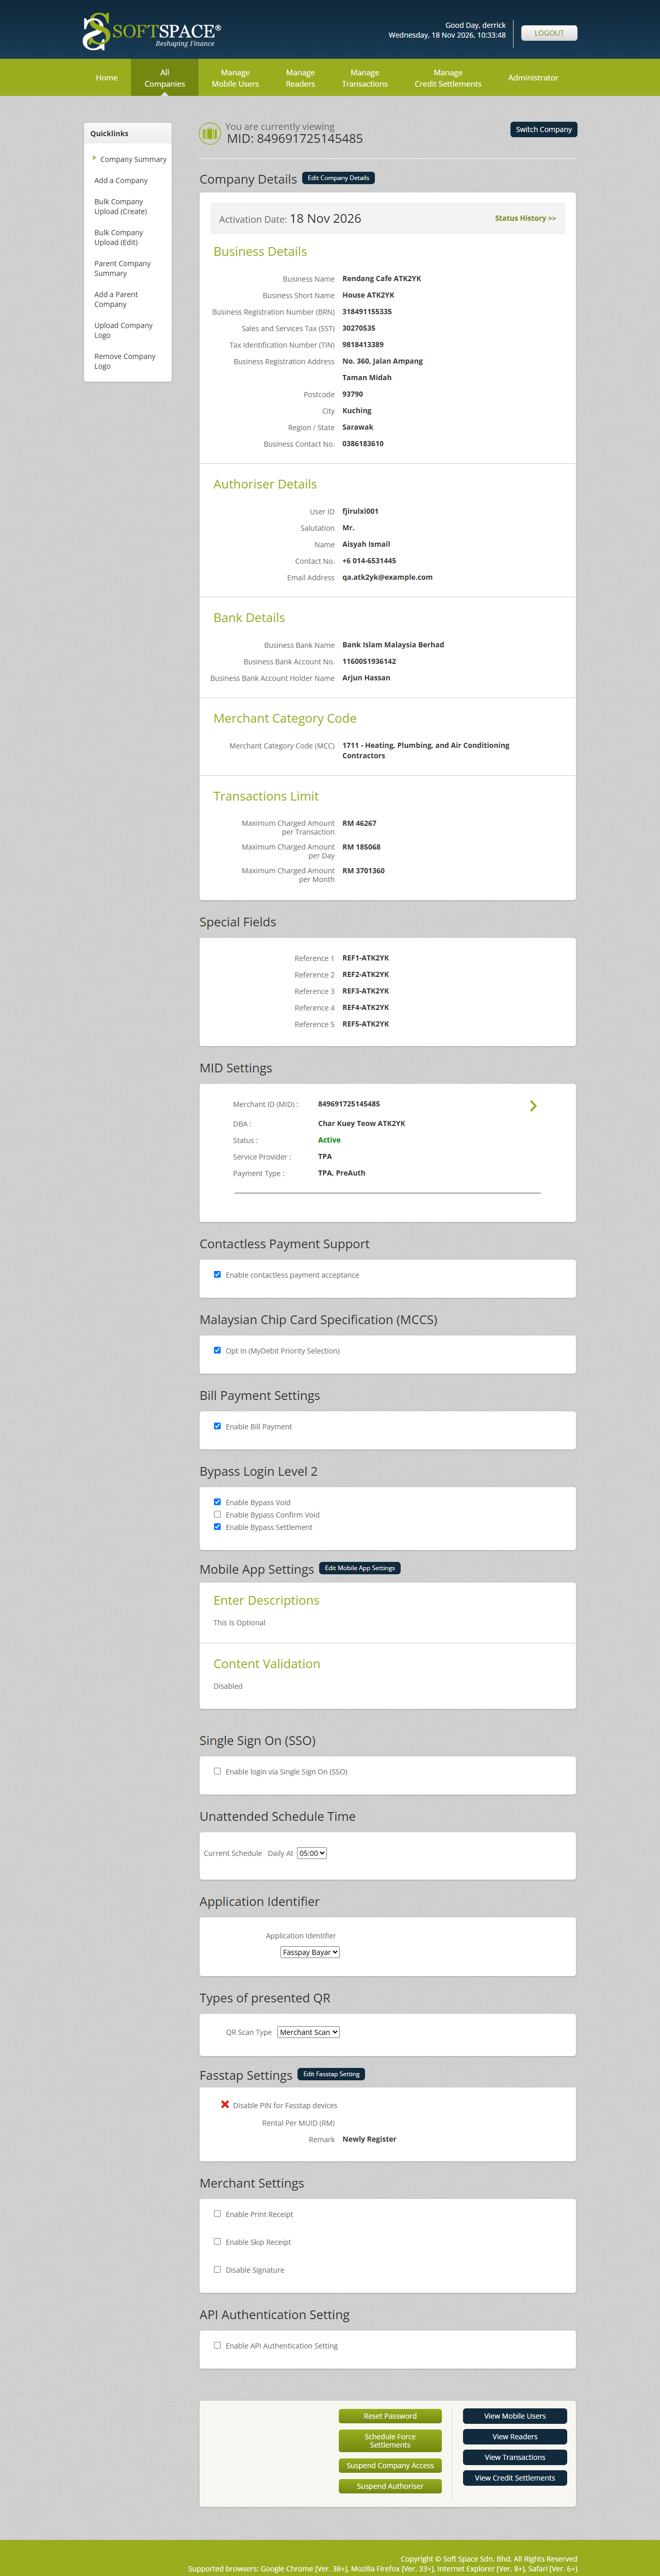 SOFTSPACE®
Reshaping Finance
Good Day, derrick
Wednesday, 18 Nov 2026, 10:33:48
LOGOUT
Home
All
Companies
Manage
Mobile Users
Manage
Readers
Manage
Transactions
Manage
Credit Settlements
Administrator
Quicklinks
Company Summary
Add a Company
Bulk Company
Upload (Create)
Bulk Company
Upload (Edit)
Parent Company
Summary
Add a Parent
Company
Upload Company
Logo
Remove Company
Logo
You are currently viewing
MID: 849691725145485
Switch Company
Company Details Edit Company Details
Activation Date: 18 Nov 2026 Status History >>
Business Details
Business Name Rendang Cafe ATK2YK
Business Short Name House ATK2YK
Business Registration Number (BRN) 318491155335
Sales and Services Tax (SST) 30270535
Tax Identification Number (TIN) 9818413389
Business Registration Address No. 360, Jalan Ampang
Taman Midah
Postcode 93790
City Kuching
Region / State Sarawak
Business Contact No. 0386183610
Authoriser Details
User ID fjirulxi001
Salutation Mr.
Name Aisyah Ismail
Contact No. +6 014-6531445
Email Address qa.atk2yk@example.com
Bank Details
Business Bank Name Bank Islam Malaysia Berhad
Business Bank Account No. 1160051936142
Business Bank Account Holder Name Arjun Hassan
Merchant Category Code
Merchant Category Code (MCC) 1711 - Heating, Plumbing, and Air Conditioning
Contractors
Transactions Limit
Maximum Charged Amount
per Transaction RM 46267
Maximum Charged Amount
per Day RM 185068
Maximum Charged Amount
per Month RM 3701360
Special Fields
Reference 1 REF1-ATK2YK
Reference 2 REF2-ATK2YK
Reference 3 REF3-ATK2YK
Reference 4 REF4-ATK2YK
Reference 5 REF5-ATK2YK
MID Settings
Merchant ID (MID) : 849691725145485
DBA : Char Kuey Teow ATK2YK
Status : Active
Service Provider : TPA
Payment Type : TPA, PreAuth
Contactless Payment Support
Enable contactless payment acceptance
Malaysian Chip Card Specification (MCCS)
Opt In (MyDebit Priority Selection)
Bill Payment Settings
Enable Bill Payment
Bypass Login Level 2
Enable Bypass Void
Enable Bypass Confirm Void
Enable Bypass Settlement
Mobile App Settings Edit Mobile App Settings
Enter Descriptions
This Is Optional
Content Validation
Disabled
Single Sign On (SSO)
Enable login via Single Sign On (SSO)
Unattended Schedule Time
Current Schedule Daily At 05:00
Application Identifier
Application Identifier
Fasspay Bayar
Types of presented QR
QR Scan Type Merchant Scan
Fasstap Settings Edit Fasstap Setting
Disable PIN for Fasstap devices
Rental Per MUID (RM)
Remark Newly Register
Merchant Settings
Enable Print Receipt
Enable Skip Receipt
Disable Signature
API Authentication Setting
Enable API Authentication Setting
Reset Password
Schedule Force
Settlements
Suspend Company Access
Suspend Authoriser
View Mobile Users
View Readers
View Transactions
View Credit Settlements
Copyright © Soft Space Sdn. Bhd. All Rights Reserved
Supported browsers: Google Chrome [Ver. 38+], Mozilla Firefox [Ver. 33+], Internet Explorer [Ver. 8+], Safari [Ver. 6+]